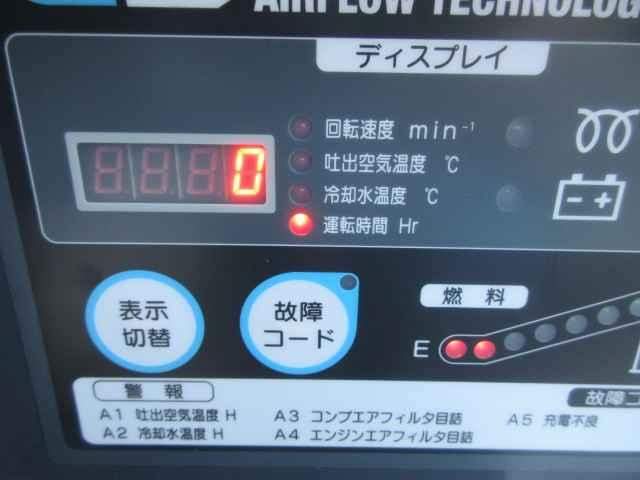 AIRFLOW TECHNOLOG
ディスプレイ
回転速度 min⁻¹
吐出空気温度 ℃
冷却水温度 ℃
運転時間 Hr
0
表示
切替
故障
コード
燃料
E
警報
A1 吐出空気温度 H
A2 冷却水温度 H
A3 コンプエアフィルタ目詰
A4 エンジンエアフィルタ目詰
A5 充電不良
故障コ